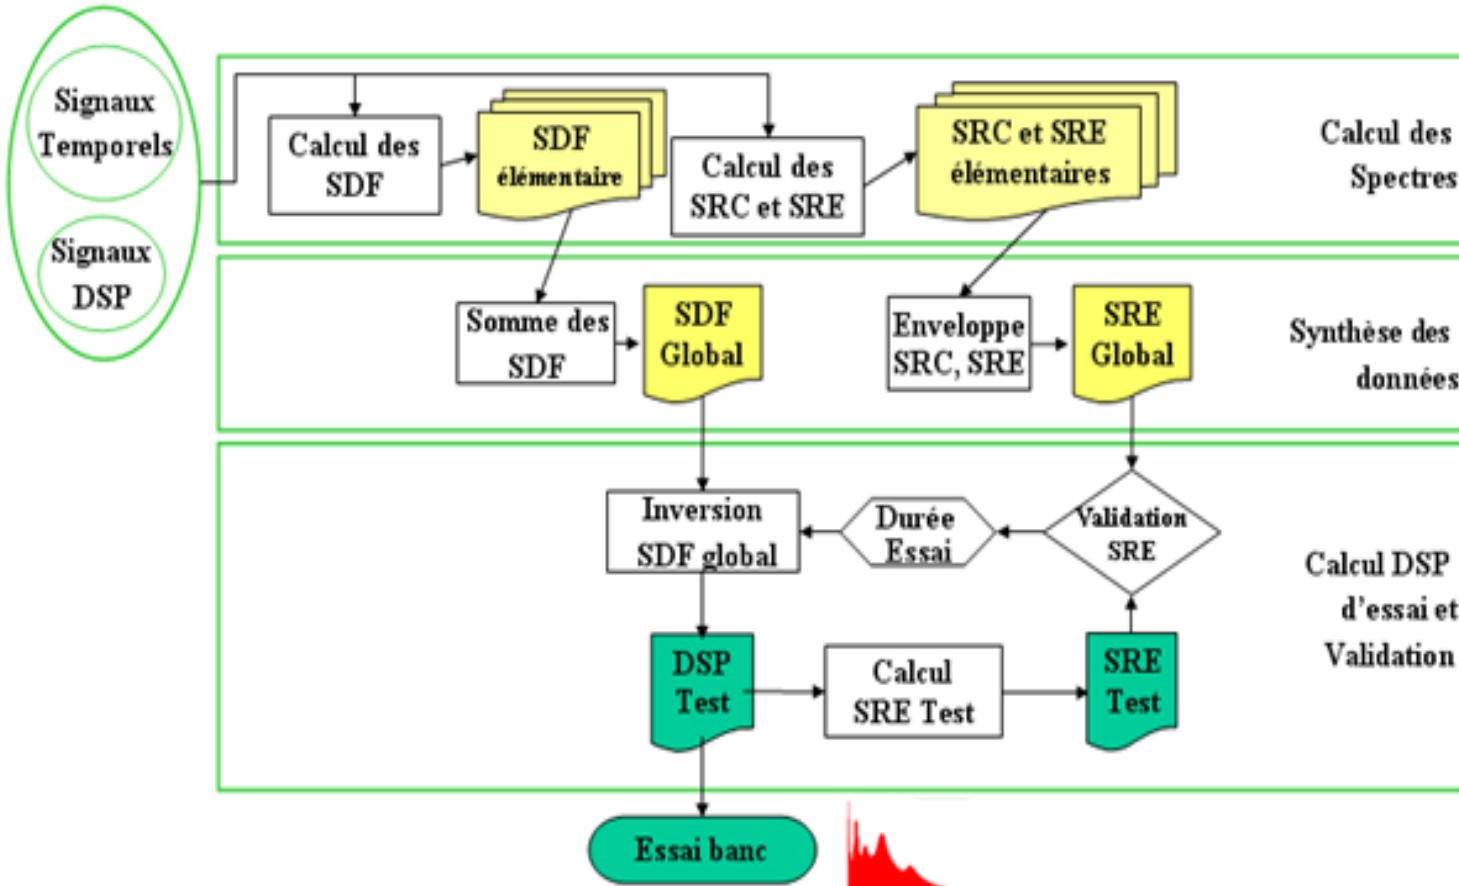 Signaux
Temporels
Signaux
DSP
Calcul des
SDF
SDF
élémentaire
Calcul des
SRC et SRE
SRC et SRE
élémentaires
Calcul des
Spectres
Somme des
SDF
SDF
Global
Enveloppe
SRC, SRE
SRE
Global
Synthèse des
données
Inversion
SDF global
Durée
Essai
Validation
SRE
Calcul DSP
d'essai et
Validation
DSP
Test
Calcul
SRE Test
SRE
Test
Essai banc